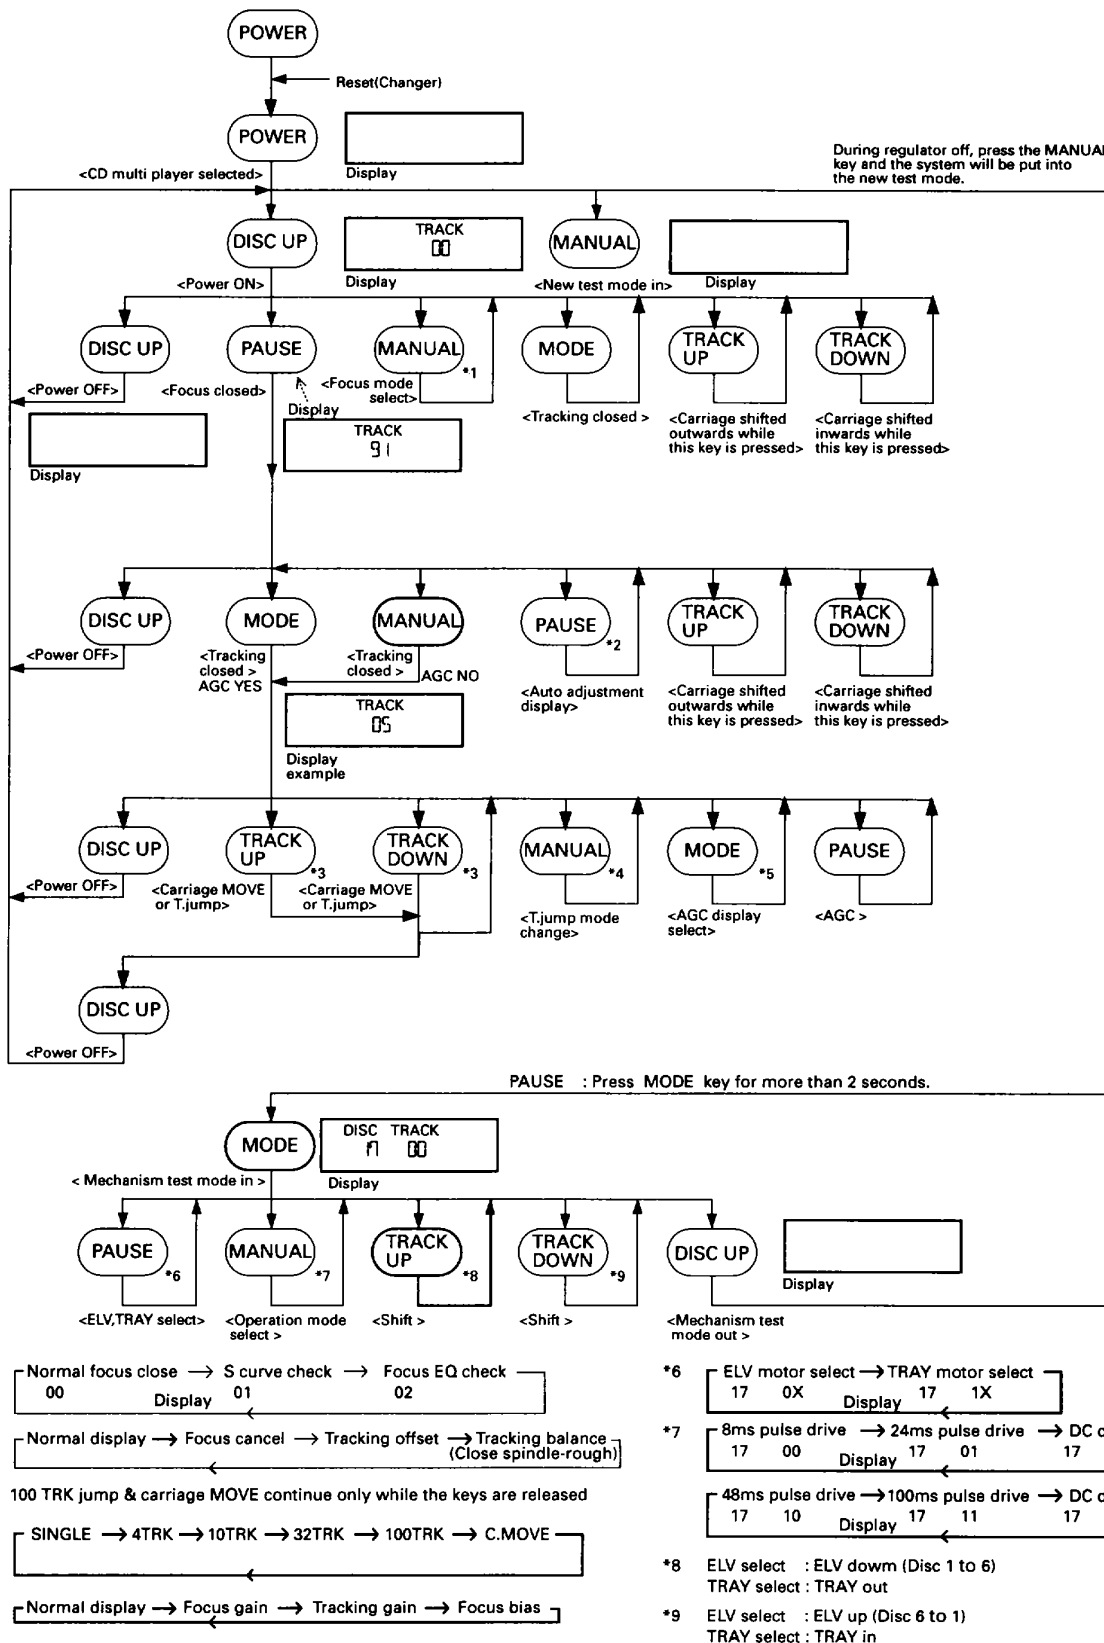 POWER
Reset(Changer)
POWER
Display
<CD multi player selected>
During regulator off, press the MANUAL
key and the system will be put into
the new test mode.
DISC UP
TRACK
00
Display
MANUAL
Display
<Power ON>
<New test mode in>
DISC UP
PAUSE
MANUAL
*1
MODE
TRACK
UP
TRACK
DOWN
<Power OFF>
<Focus closed>
<Focus mode
select>
Display
TRACK
91
<Tracking closed >
<Carriage shifted
outwards while
this key is pressed>
<Carriage shifted
inwards while
this key is pressed>
Display
DISC UP
MODE
MANUAL
PAUSE
*2
TRACK
UP
TRACK
DOWN
<Power OFF>
<Tracking
closed >
AGC YES
<Tracking
closed >
AGC NO
<Auto adjustment
display>
<Carriage shifted
outwards while
this key is pressed>
<Carriage shifted
inwards while
this key is pressed>
TRACK
05
Display
example
DISC UP
TRACK
UP
*3
TRACK
DOWN
*3
MANUAL
*4
MODE
*5
PAUSE
<Power OFF>
<Carriage MOVE
or T.jump>
<Carriage MOVE
or T.jump>
<T.jump mode
change>
<AGC display
select>
<AGC >
DISC UP
<Power OFF>
PAUSE : Press MODE key for more than 2 seconds.
MODE
DISC TRACK
17 00
Display
< Mechanism test mode in >
PAUSE
*6
MANUAL
*7
TRACK
UP
*8
TRACK
DOWN
*9
DISC UP
Display
<ELV,TRAY select>
<Operation mode
select >
<Shift >
<Shift >
<Mechanism test
mode out >
Normal focus close → S curve check → Focus EQ check
00 01 02
Display
Normal display → Focus cancel → Tracking offset → Tracking balance
(Close spindle-rough)
100 TRK jump & carriage MOVE continue only while the keys are released
SINGLE → 4TRK → 10TRK → 32TRK → 100TRK → C.MOVE
Normal display → Focus gain → Tracking gain → Focus bias
*6 ELV motor select → TRAY motor select
17 0X Display 17 1X
*7 8ms pulse drive → 24ms pulse drive → DC
17 00 Display 17 01 17
48ms pulse drive → 100ms pulse drive → DC
17 10 Display 17 11 17
*8 ELV select : ELV dowm (Disc 1 to 6)
TRAY select : TRAY out
*9 ELV select : ELV up (Disc 6 to 1)
TRAY select : TRAY in